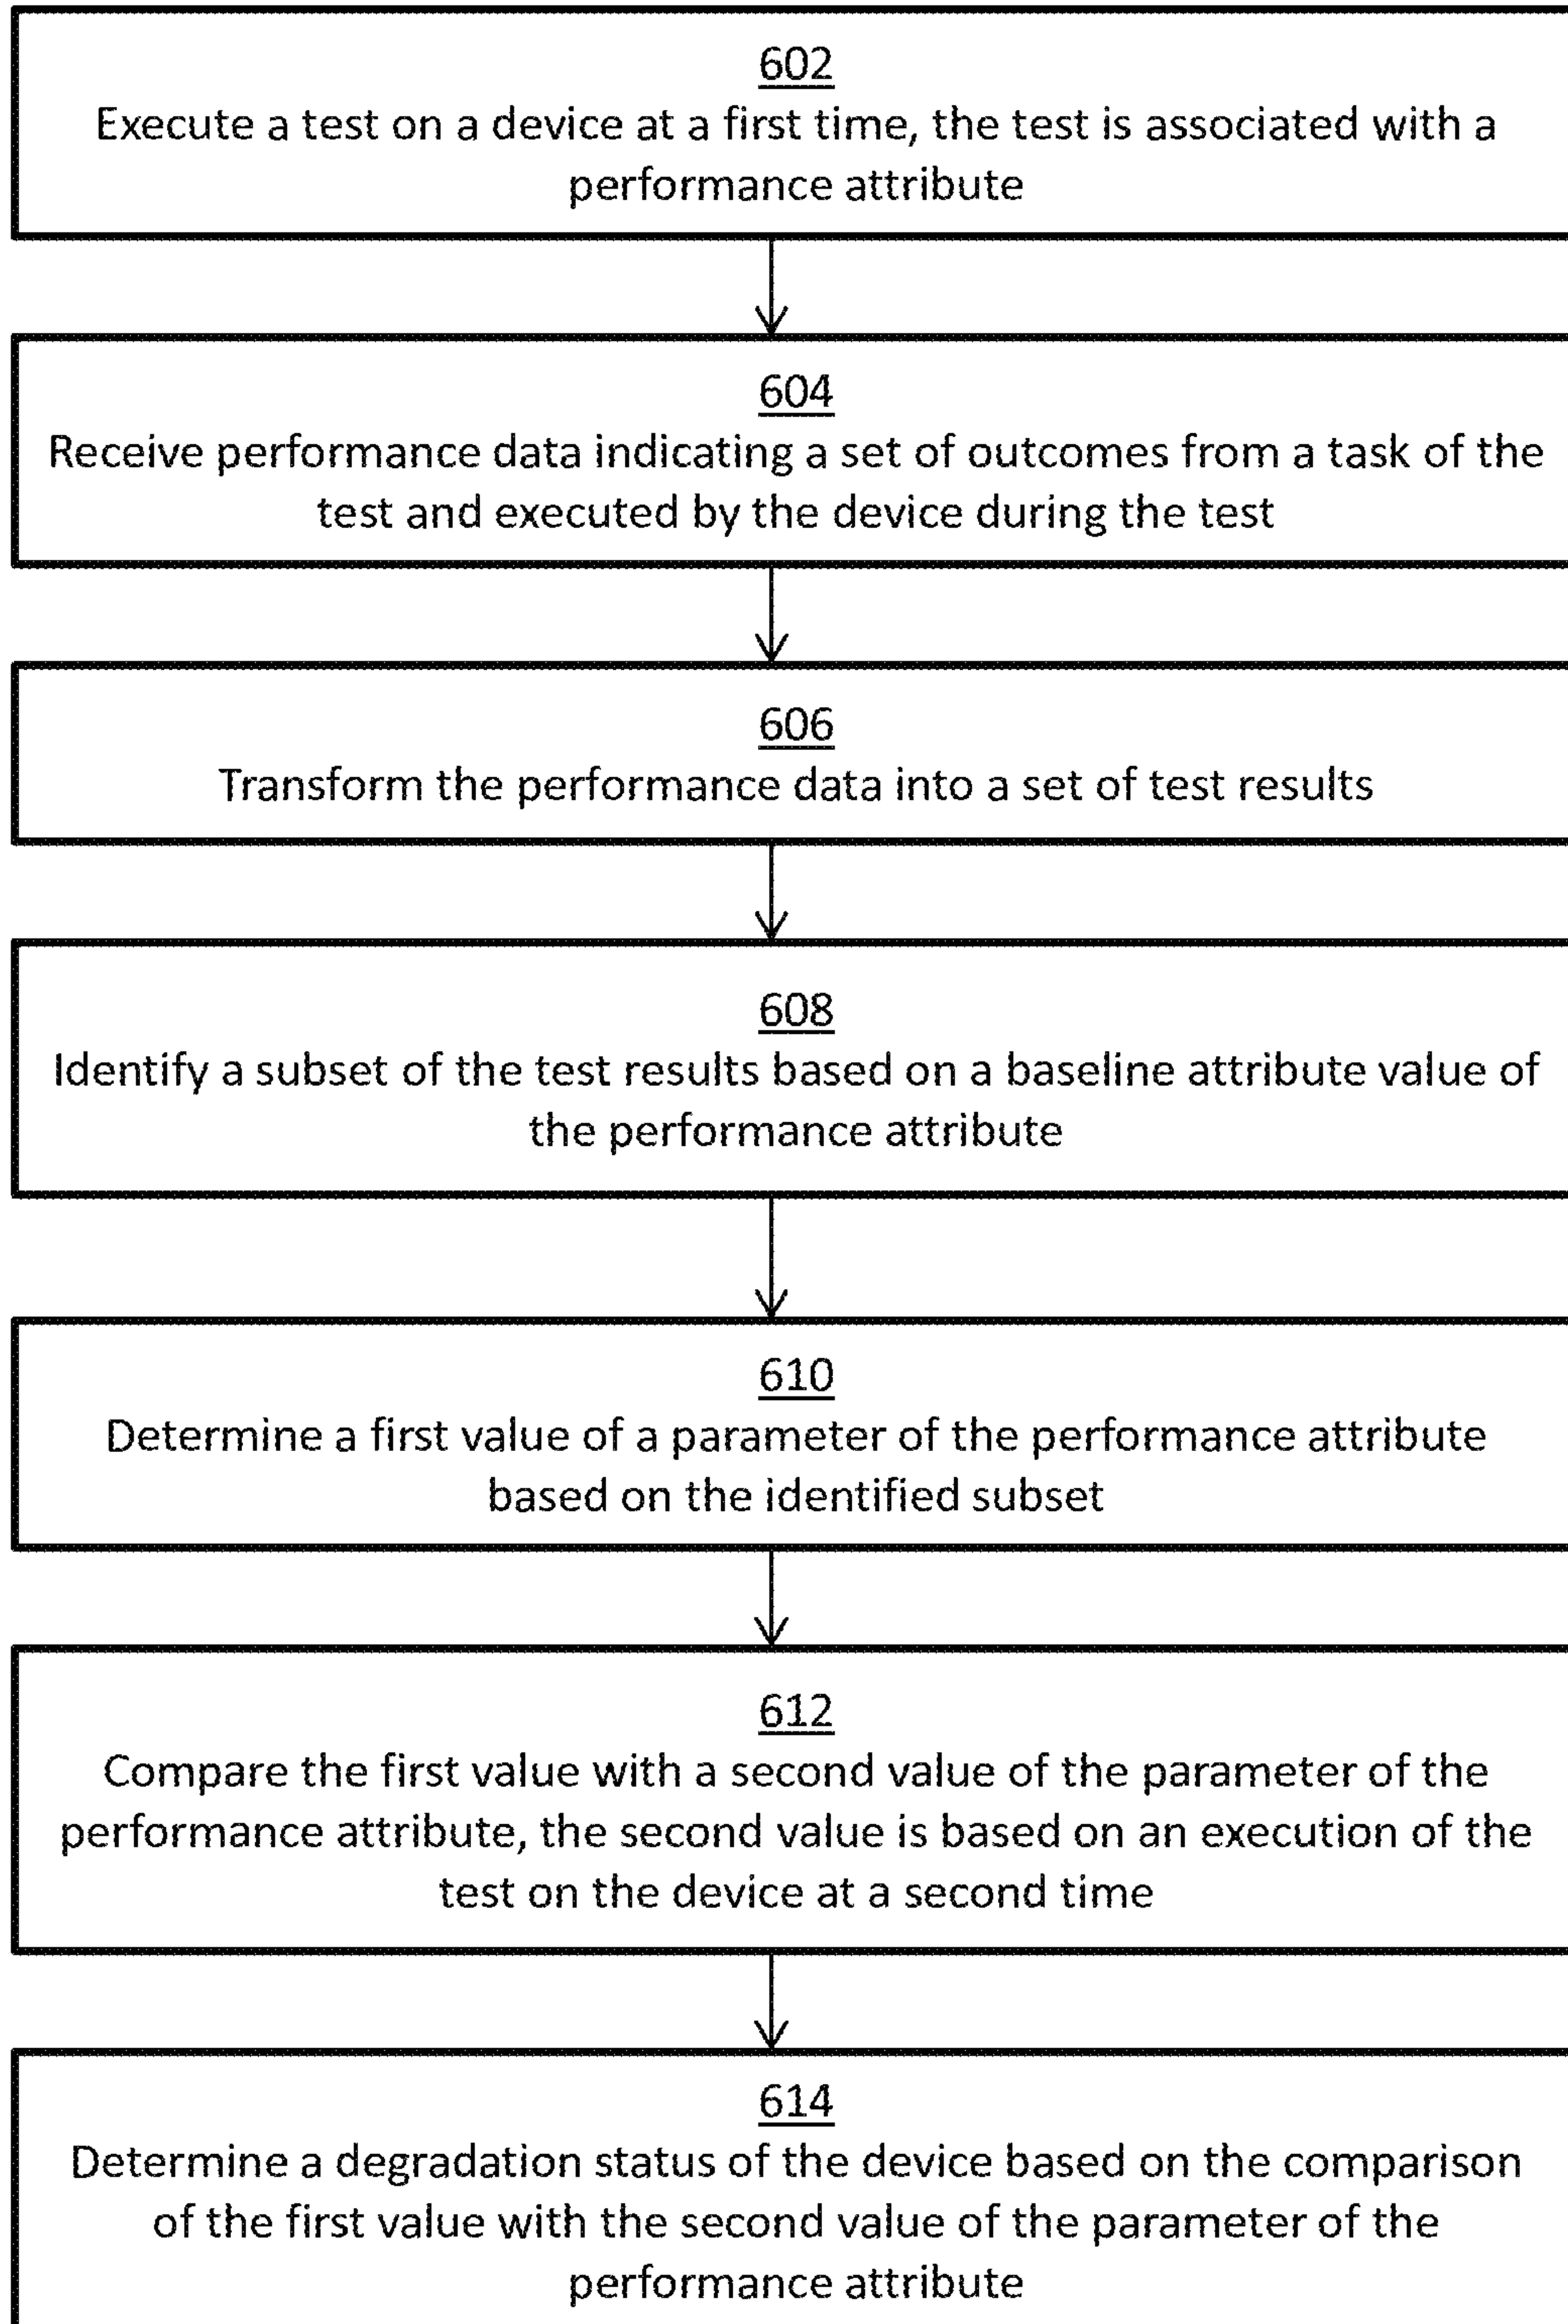 602
Execute a test on a device at a first time, the test is associated with a
performance attribute
604
Receive performance data indicating a set of outcomes from a task of the
test and executed by the device during the test
606
Transform the performance data into a set of test results
608
Identify a subset of the test results based on a baseline attribute value of
the performance attribute
610
Determine a first value of a parameter of the performance attribute
based on the identified subset
612
Compare the first value with a second value of the parameter of the
performance attribute, the second value is based on an execution of the
test on the device at a second time
614
Determine a degradation status of the device based on the comparison
of the first value with the second value of the parameter of the
performance attribute